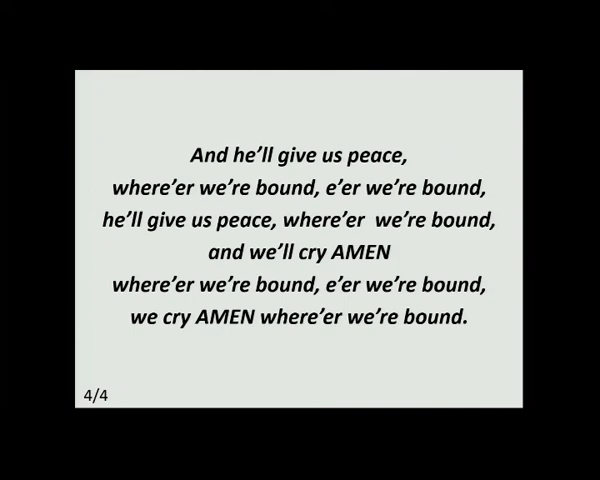 And he’ll give us peace,
where’er we’re bound, e’er we’re bound,
he’ll give us peace, where’er  we’re bound,
and we’ll cry AMEN
where’er we’re bound, e’er we’re bound,
we cry AMEN where’er we’re bound.
4/4